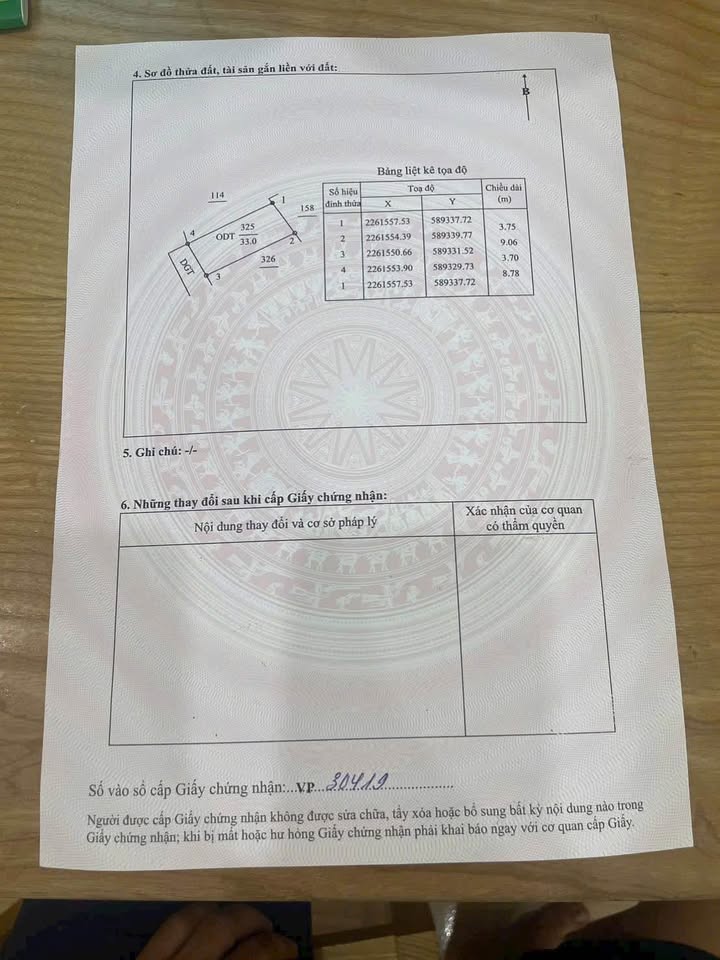 4. Sơ đồ thửa đất, tài sản gắn liền với đất:
B
Bảng liệt kê tọa độ
Số hiệu đỉnh thửa
Toạ độ
Chiều dài (m)
X
Y
1 2261557.53 589337.72
3.75
2 2261554.39 589339.77
9.06
3 2261550.66 589331.52
3.70
4 2261553.90 589329.73
8.78
1 2261557.53 589337.72
114
1
158
4
325
ODT
33.0
2
326
DGT
3
5. Ghi chú: -/-
6. Những thay đổi sau khi cấp Giấy chứng nhận:
Nội dung thay đổi và cơ sở pháp lý
Xác nhận của cơ quan
có thẩm quyền
Số vào sổ cấp Giấy chứng nhận:...VP...30419..................
Người được cấp Giấy chứng nhận không được sửa chữa, tẩy xóa hoặc bổ sung bất kỳ nội dung nào trong
Giấy chứng nhận; khi bị mất hoặc hư hỏng Giấy chứng nhận phải khai báo ngay với cơ quan cấp Giấy.